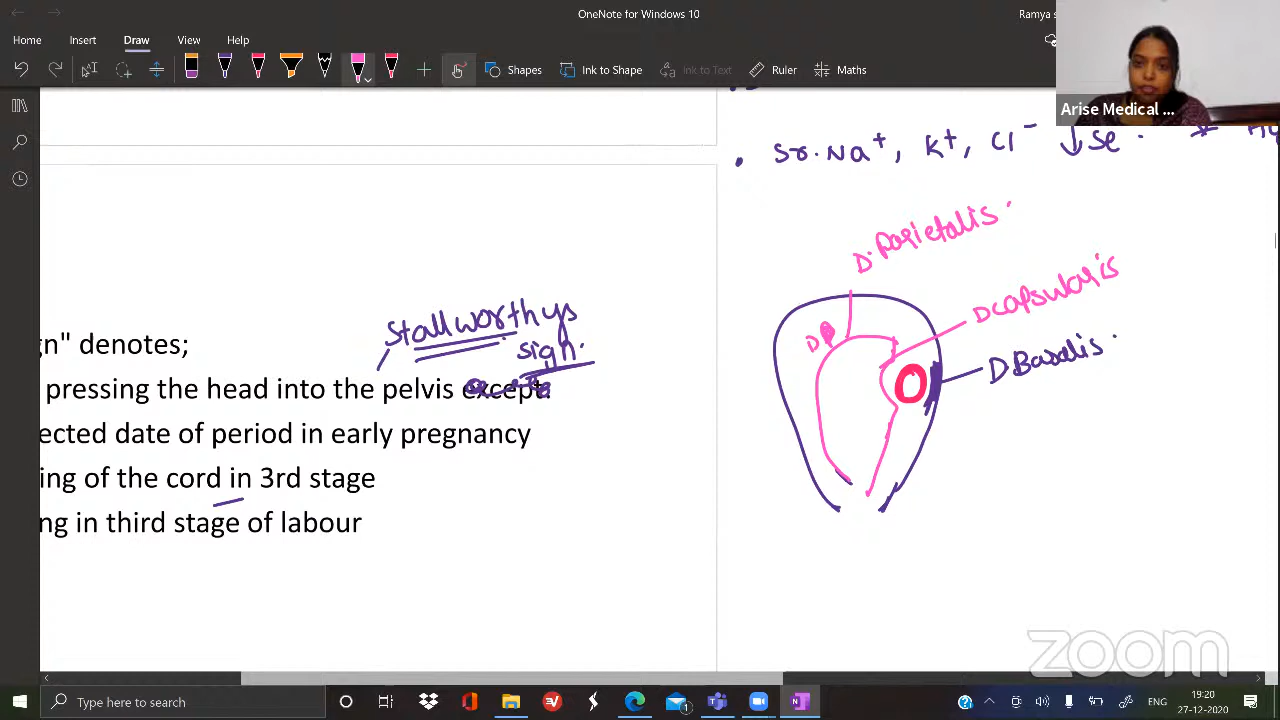 OneNote for Windows 10
Ramya s
Home Insert Draw View Help
Shapes Ink to Shape Ink to Text Ruler Maths
Arise Medical ...
• Sr. Na+, K+, Cl- ↓Se.
D. Parietalis
D capsularis
D Basalis
D P
Stallworthys
sign.
gn" denotes;
pressing the head into the pelvis except:
ected date of period in early pregnancy
ing of the cord in 3rd stage
ng in third stage of labour
zoom
Type here to search
ENG
19:20
27-12-2020